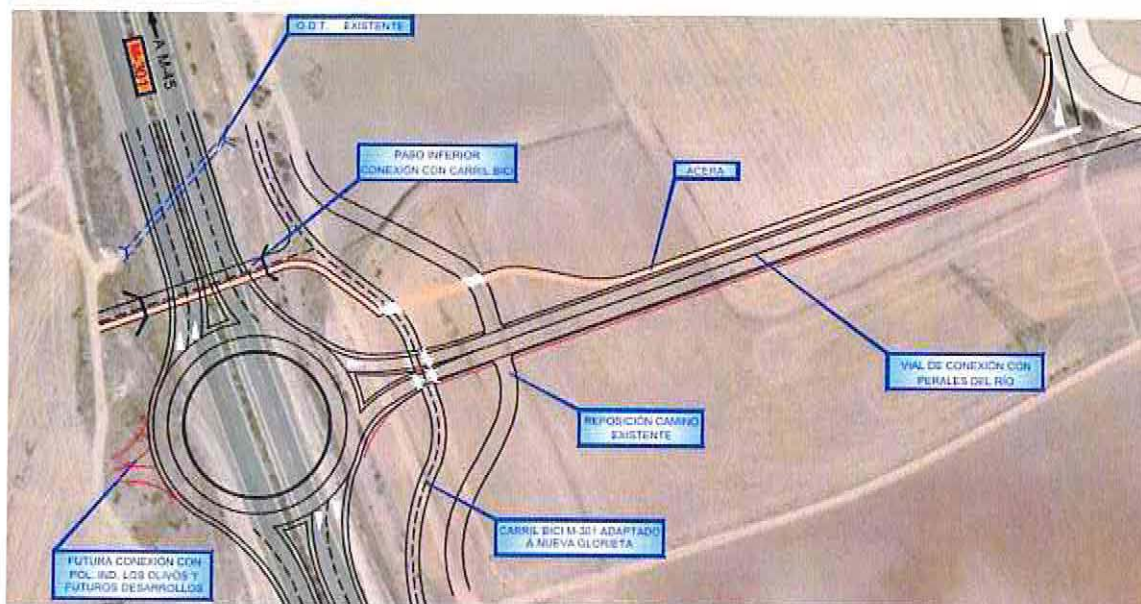 O.D.T. EXISTENTE
A M-45
M-301
PASO INFERIOR
CONEXIÓN CON CARRIL BICI
ACERA
VIAL DE CONEXIÓN CON
PERALES DEL RÍO
REPOSICIÓN CAMINO
EXISTENTE
CARRIL BICI M-301 ADAPTADO
A NUEVA GLORIETA
FUTURA CONEXIÓN CON
POL. IND. LOS OLIVOS Y
FUTUROS DESARROLLOS